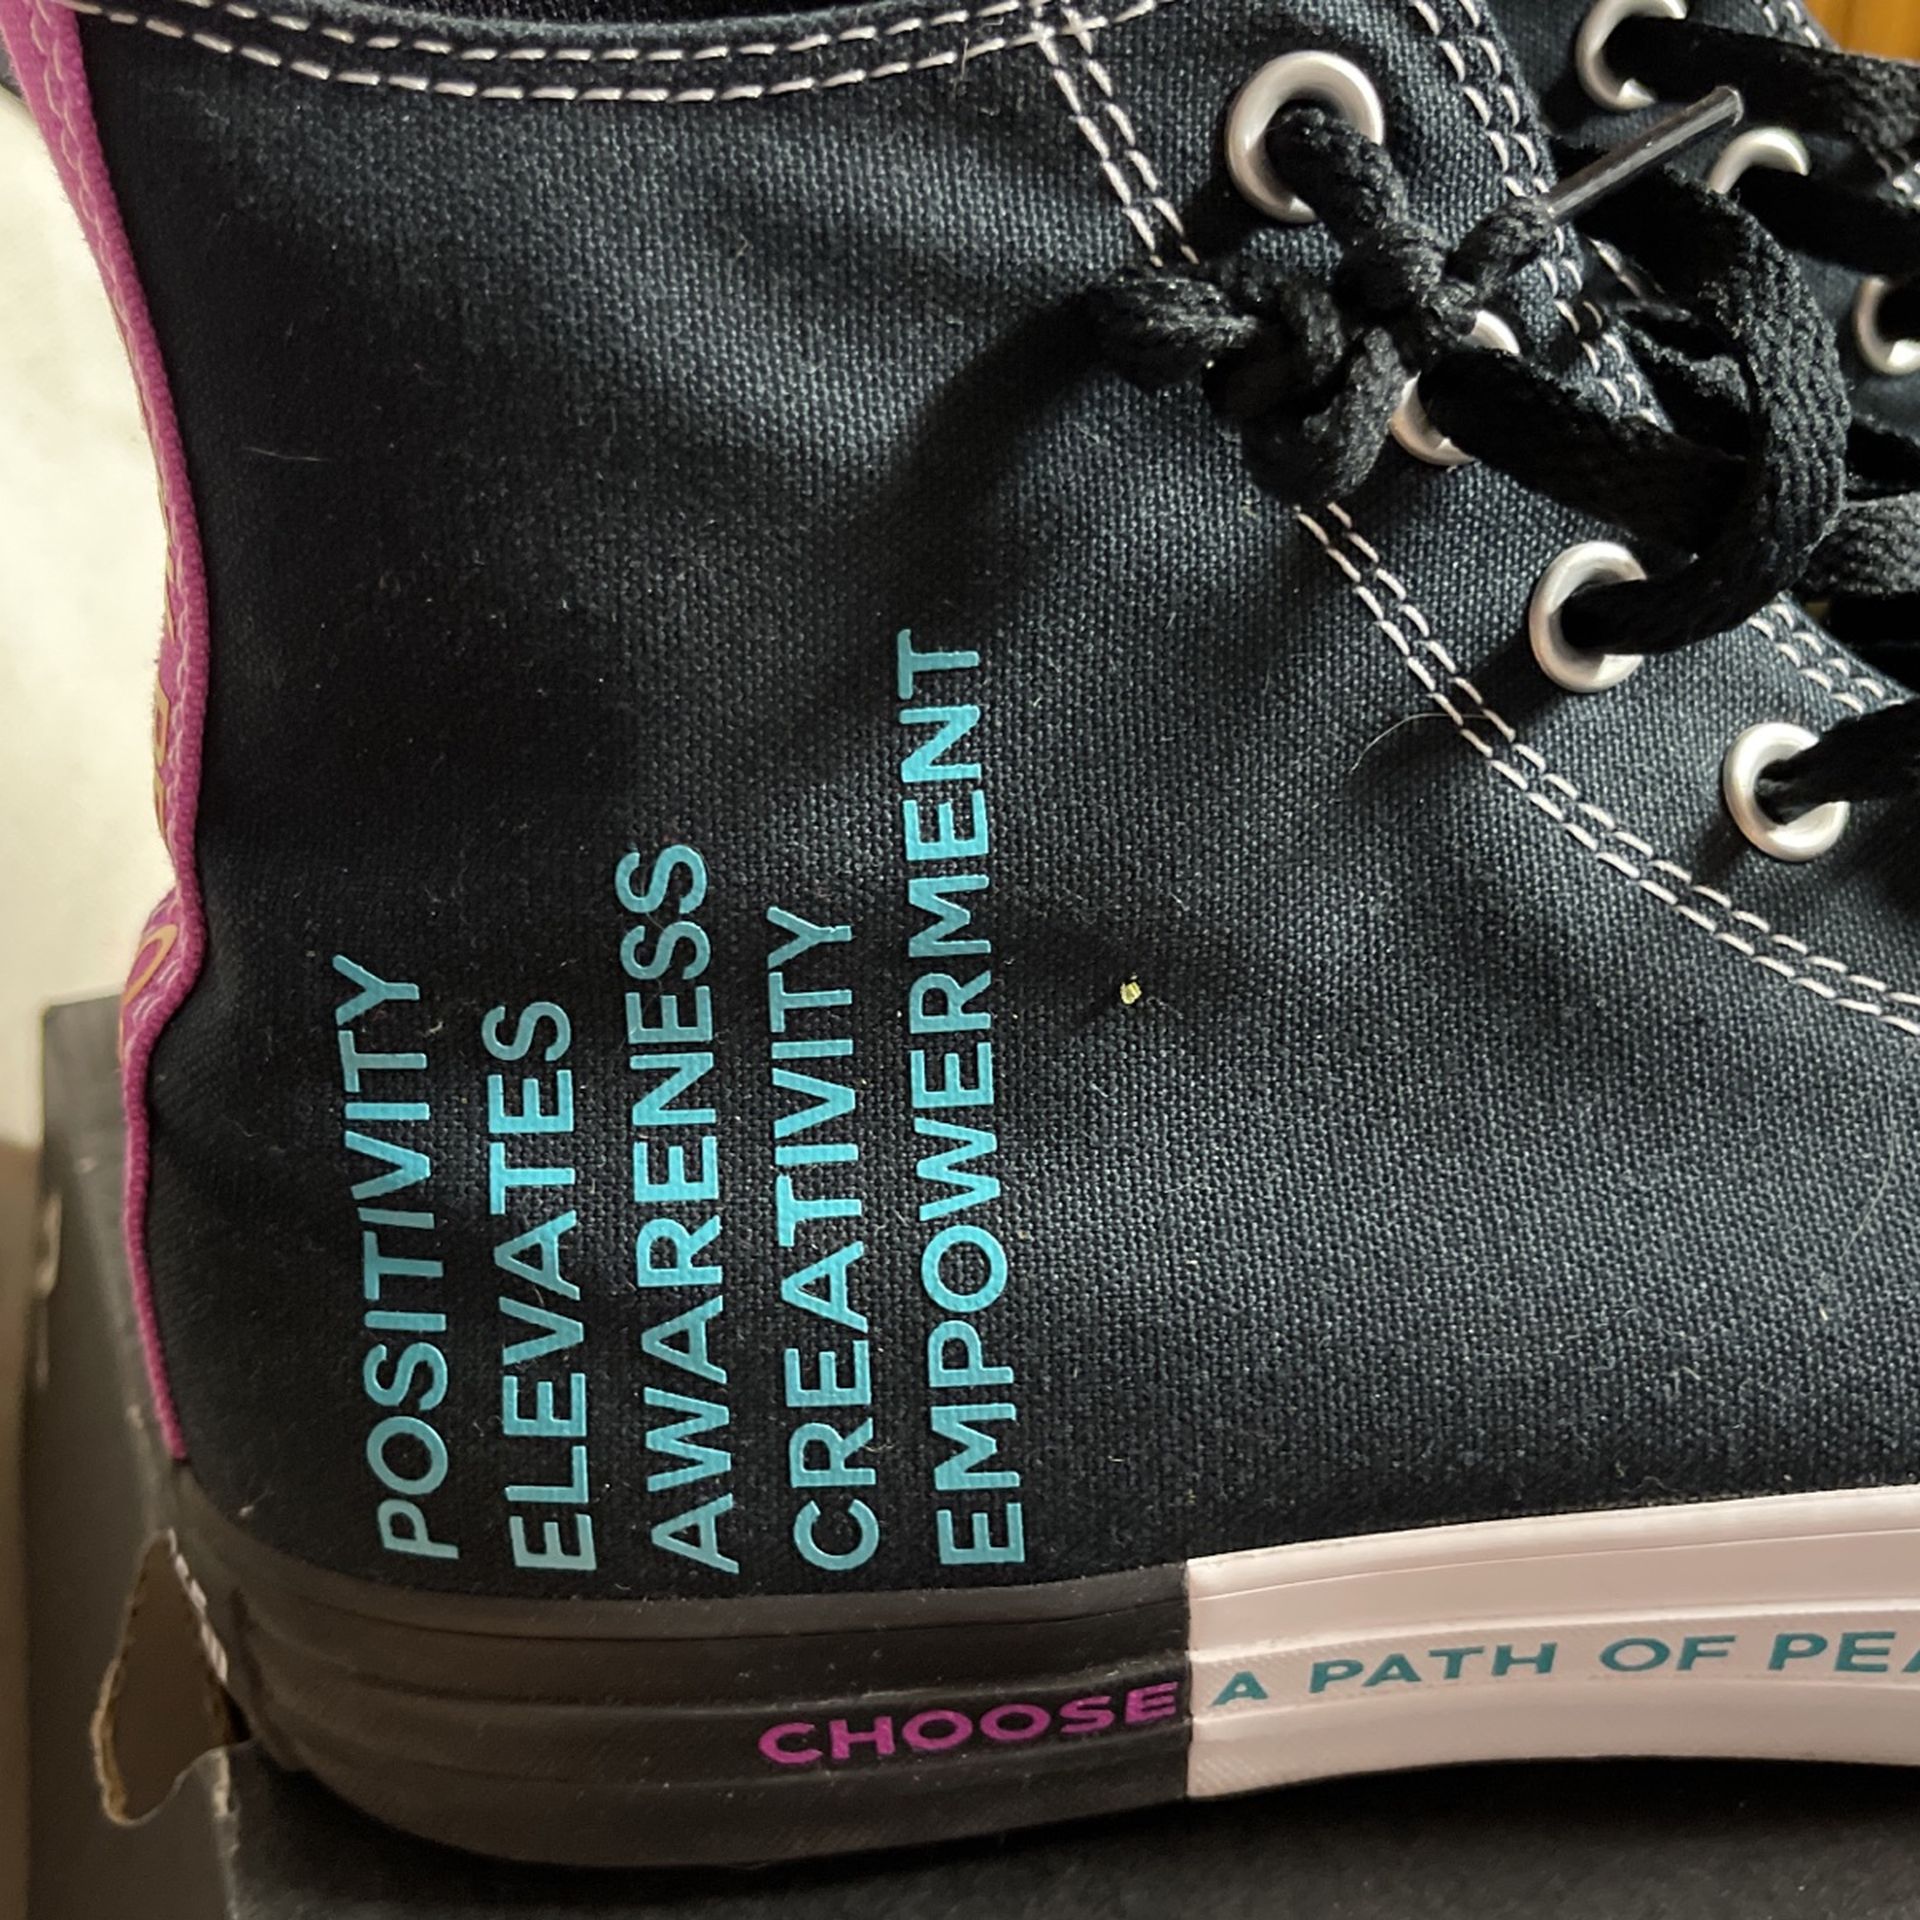 POSITIVITY
ELEVATES
AWARENESS
CREATIVITY
EMPOWERMENT
CHOOSE A PATH OF PEA